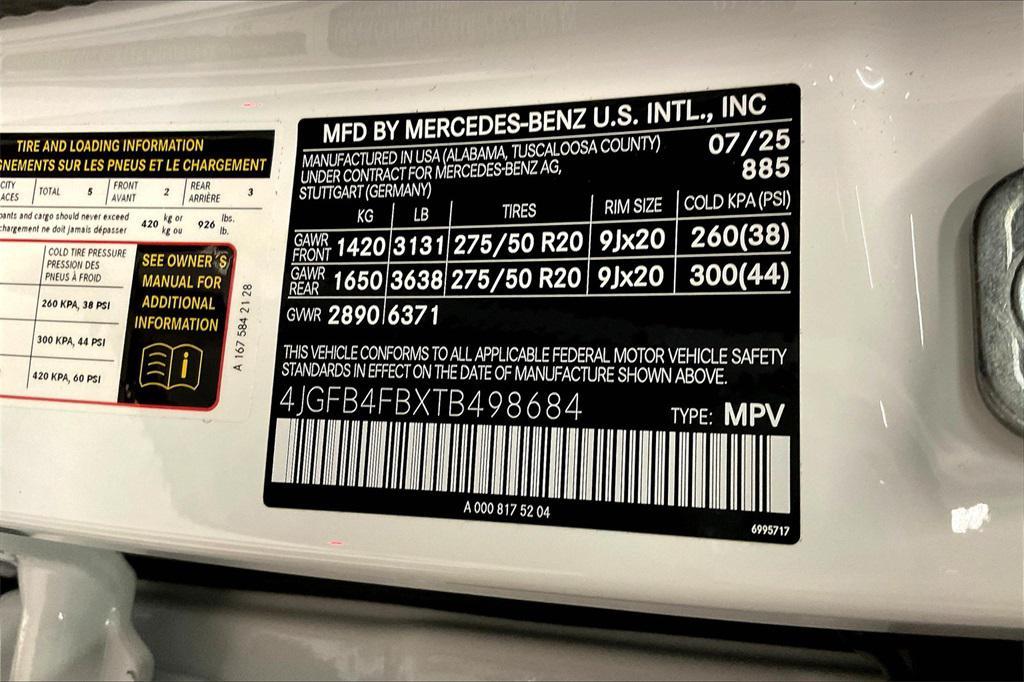 TIRE AND LOADING INFORMATION
GNEMENTS SUR LES PNEUS ET LE CHARGEMENT
CITY TOTAL 5 FRONT 2 REAR 3
ACES AVANT ARRIÈRE
pants and cargo should never exceed 420 kg or 926 lbs.
chargement ne doit jamais dépasser kg ou lb.
COLD TIRE PRESSURE
PRESSION DES
PNEUS À FROID
260 KPA, 38 PSI
300 KPA, 44 PSI
420 KPA, 60 PSI
SEE OWNER'S
MANUAL FOR
ADDITIONAL
INFORMATION
A 167 584 21 28
MFD BY MERCEDES-BENZ U.S. INTL., INC
MANUFACTURED IN USA (ALABAMA, TUSCALOOSA COUNTY) 07/25
UNDER CONTRACT FOR MERCEDES-BENZ AG, 885
STUTTGART (GERMANY)
KG LB TIRES RIM SIZE COLD KPA (PSI)
GAWR FRONT 1420 3131 275/50 R20 9Jx20 260(38)
GAWR REAR 1650 3638 275/50 R20 9Jx20 300(44)
GVWR 2890 6371
THIS VEHICLE CONFORMS TO ALL APPLICABLE FEDERAL MOTOR VEHICLE SAFETY
STANDARDS IN EFFECT ON THE DATE OF MANUFACTURE SHOWN ABOVE.
4JGFB4FBXTB498684 TYPE: MPV
A 000 817 52 04
6995717